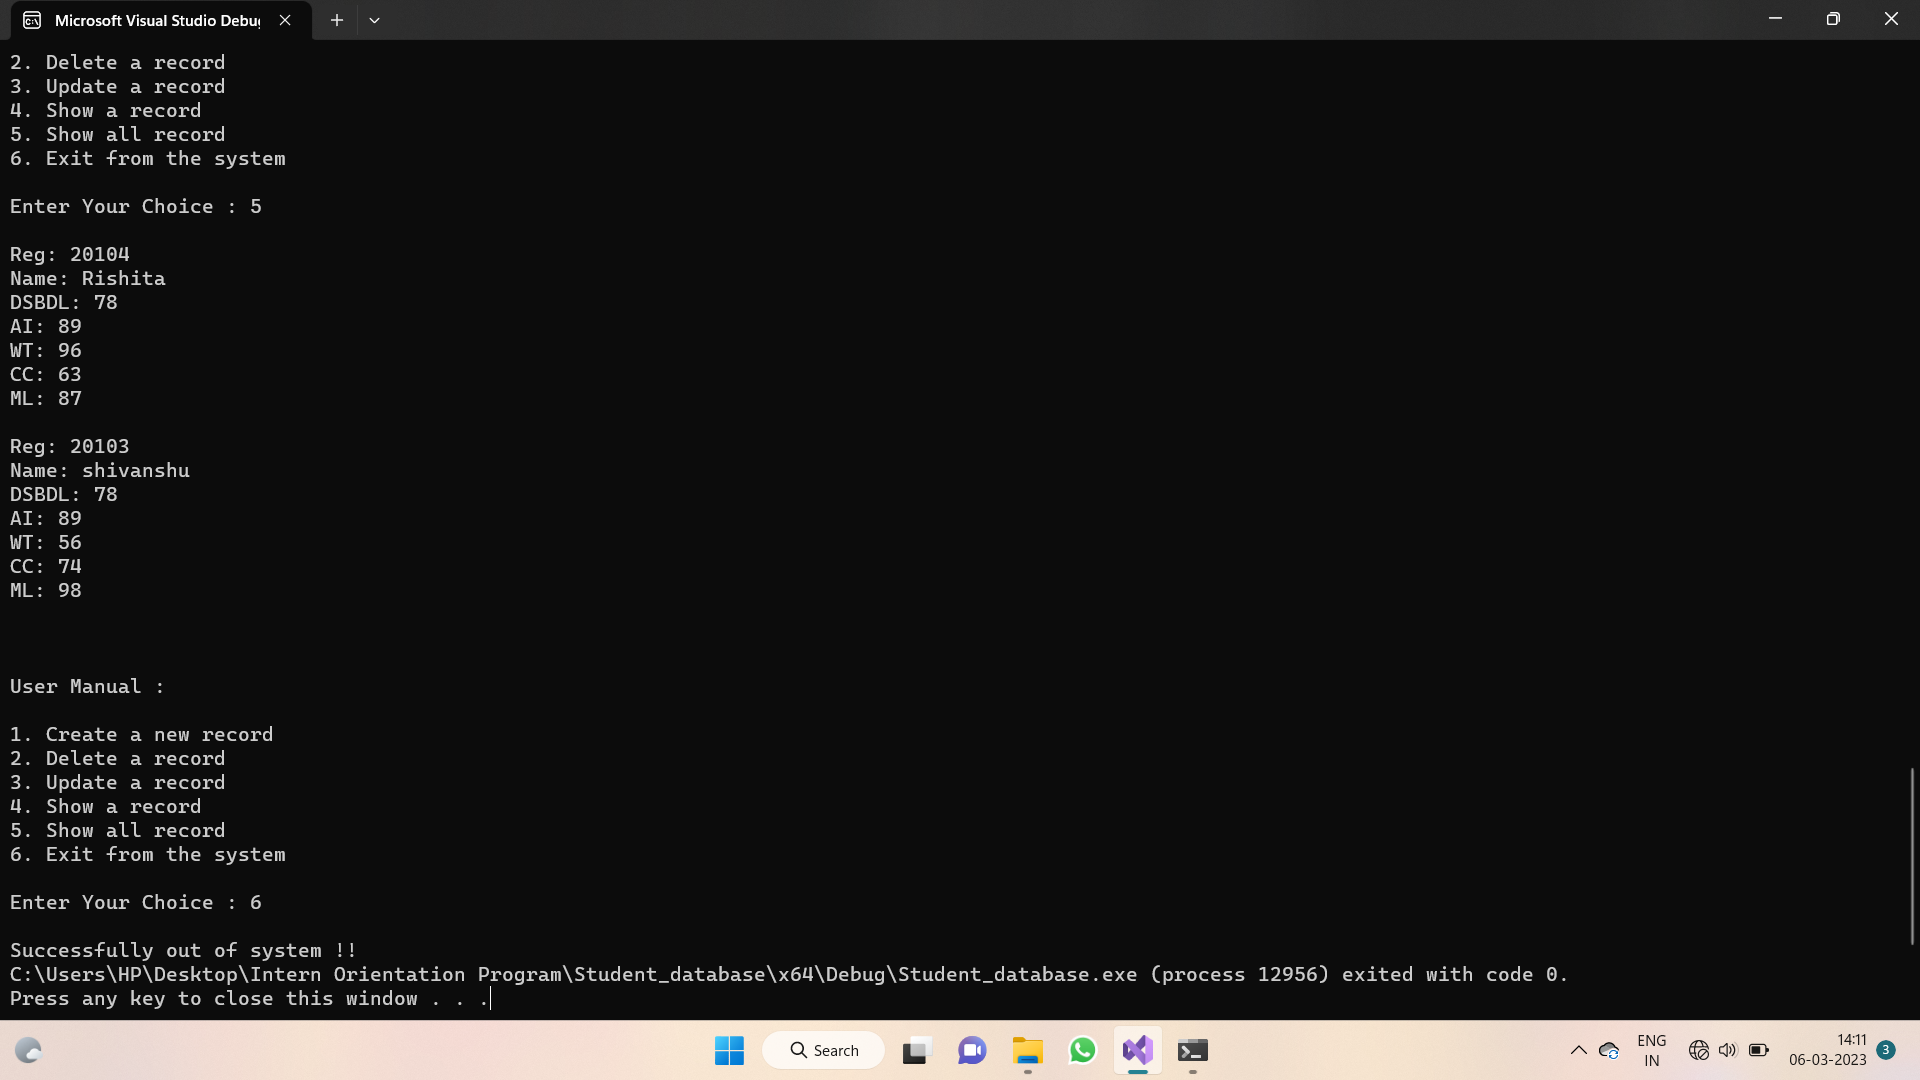 Microsoft Visual Studio Debug
2. Delete a record
3. Update a record
4. Show a record
5. Show all record
6. Exit from the system
Enter Your Choice : 5
Reg: 20104
Name: Rishita
DSBDL: 78
AI: 89
WT: 96
CC: 63
ML: 87
Reg: 20103
Name: shivanshu
DSBDL: 78
AI: 89
WT: 56
CC: 74
ML: 98
User Manual :
1. Create a new record
2. Delete a record
3. Update a record
4. Show a record
5. Show all record
6. Exit from the system
Enter Your Choice : 6
Successfully out of system !!
C:\Users\HP\Desktop\Intern Orientation Program\Student_database\x64\Debug\Student_database.exe (process 12956) exited with code 0.
Press any key to close this window . . .
Search
ENG
IN
14:11
06-03-2023
3